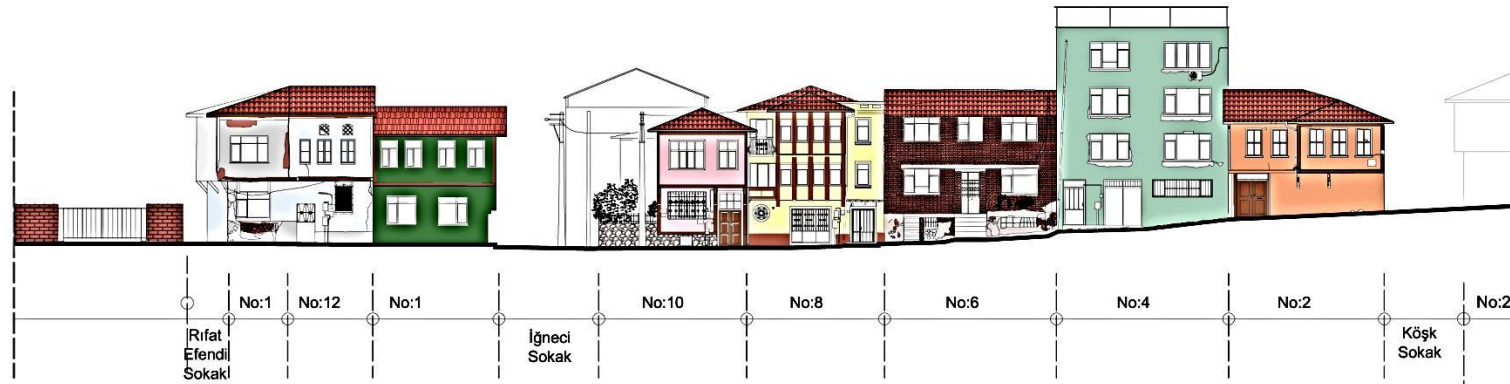 No:1
No:12
No:1
No:10
No:8
No:6
No:4
No:2
No:2
Rıfat
Efendi
Sokak
İğneci
Sokak
Köşk
Sokak